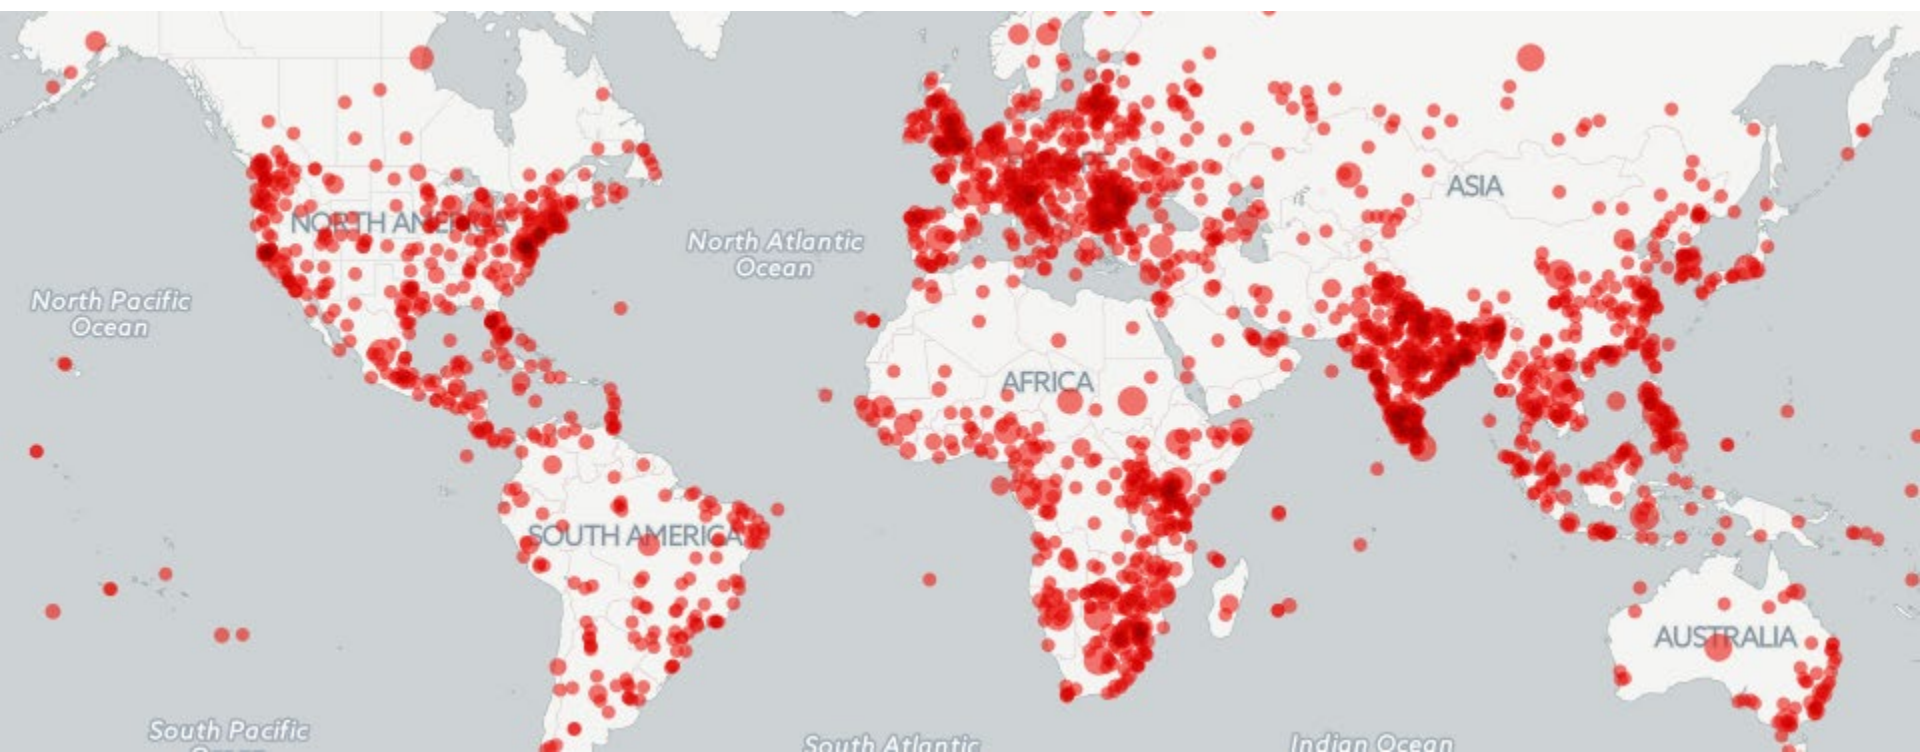 ASIA
NORTH AMERICA
North Atlantic
Ocean
North Pacific
Ocean
AFRICA
SOUTH AMERICA
AUSTRALIA
South Pacific
Ocean
South Atlantic
Indian Ocean